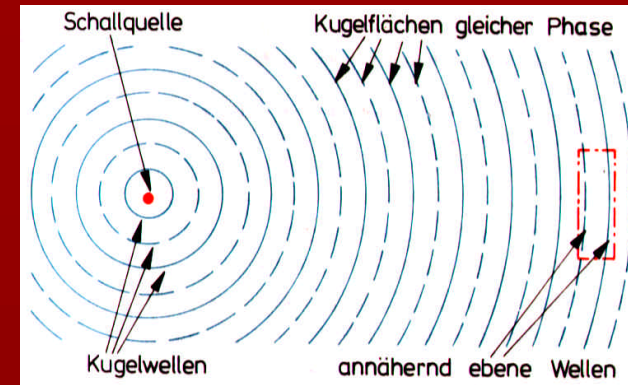 Schallquelle
Kugelflächen gleicher Phase
Kugelwellen
annähernd ebene Wellen